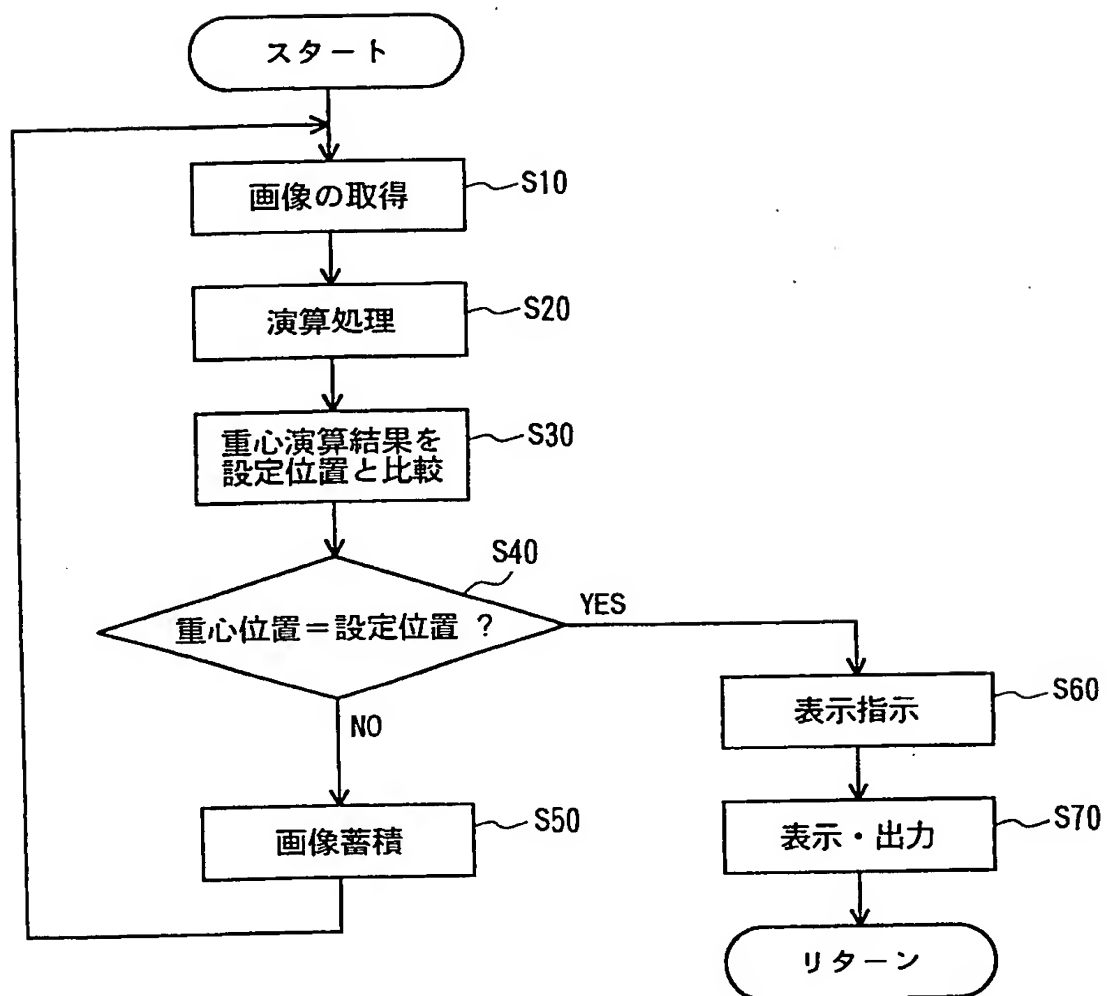 スタート
画像の取得
S10
演算処理
S20
重心演算結果を
設定位置と比較
S30
S40
重心位置＝設定位置 ?
YES
NO
画像蓄積
S50
表示指示
S60
表示・出力
S70
リターン